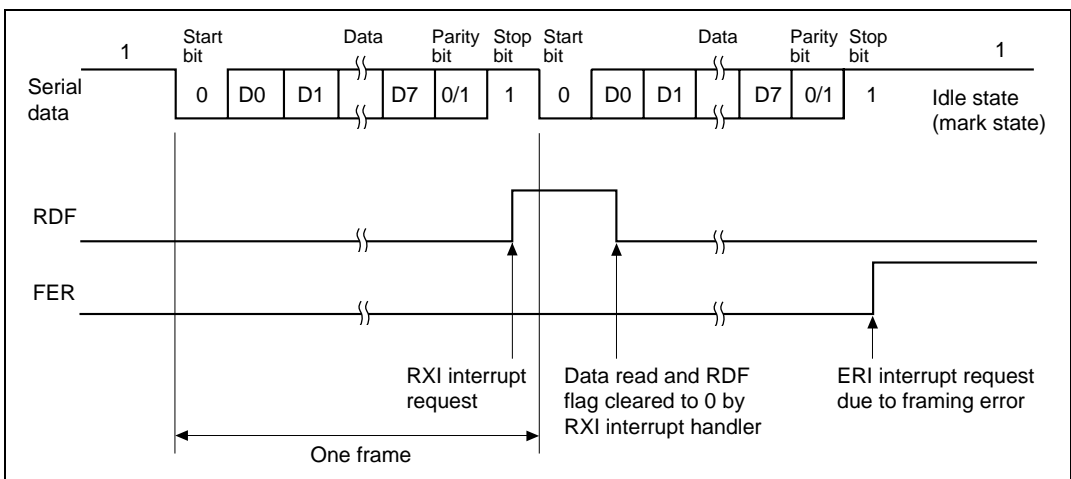 1
Start bit
Data
Parity bit
Stop bit
Start bit
Data
Parity bit
Stop bit
1
Serial data
0 D0 D1 D7 0/1 1 0 D0 D1 D7 0/1 1
Idle state
(mark state)
RDF
FER
RXI interrupt
request
Data read and RDF
flag cleared to 0 by
RXI interrupt handler
ERI interrupt request
due to framing error
One frame